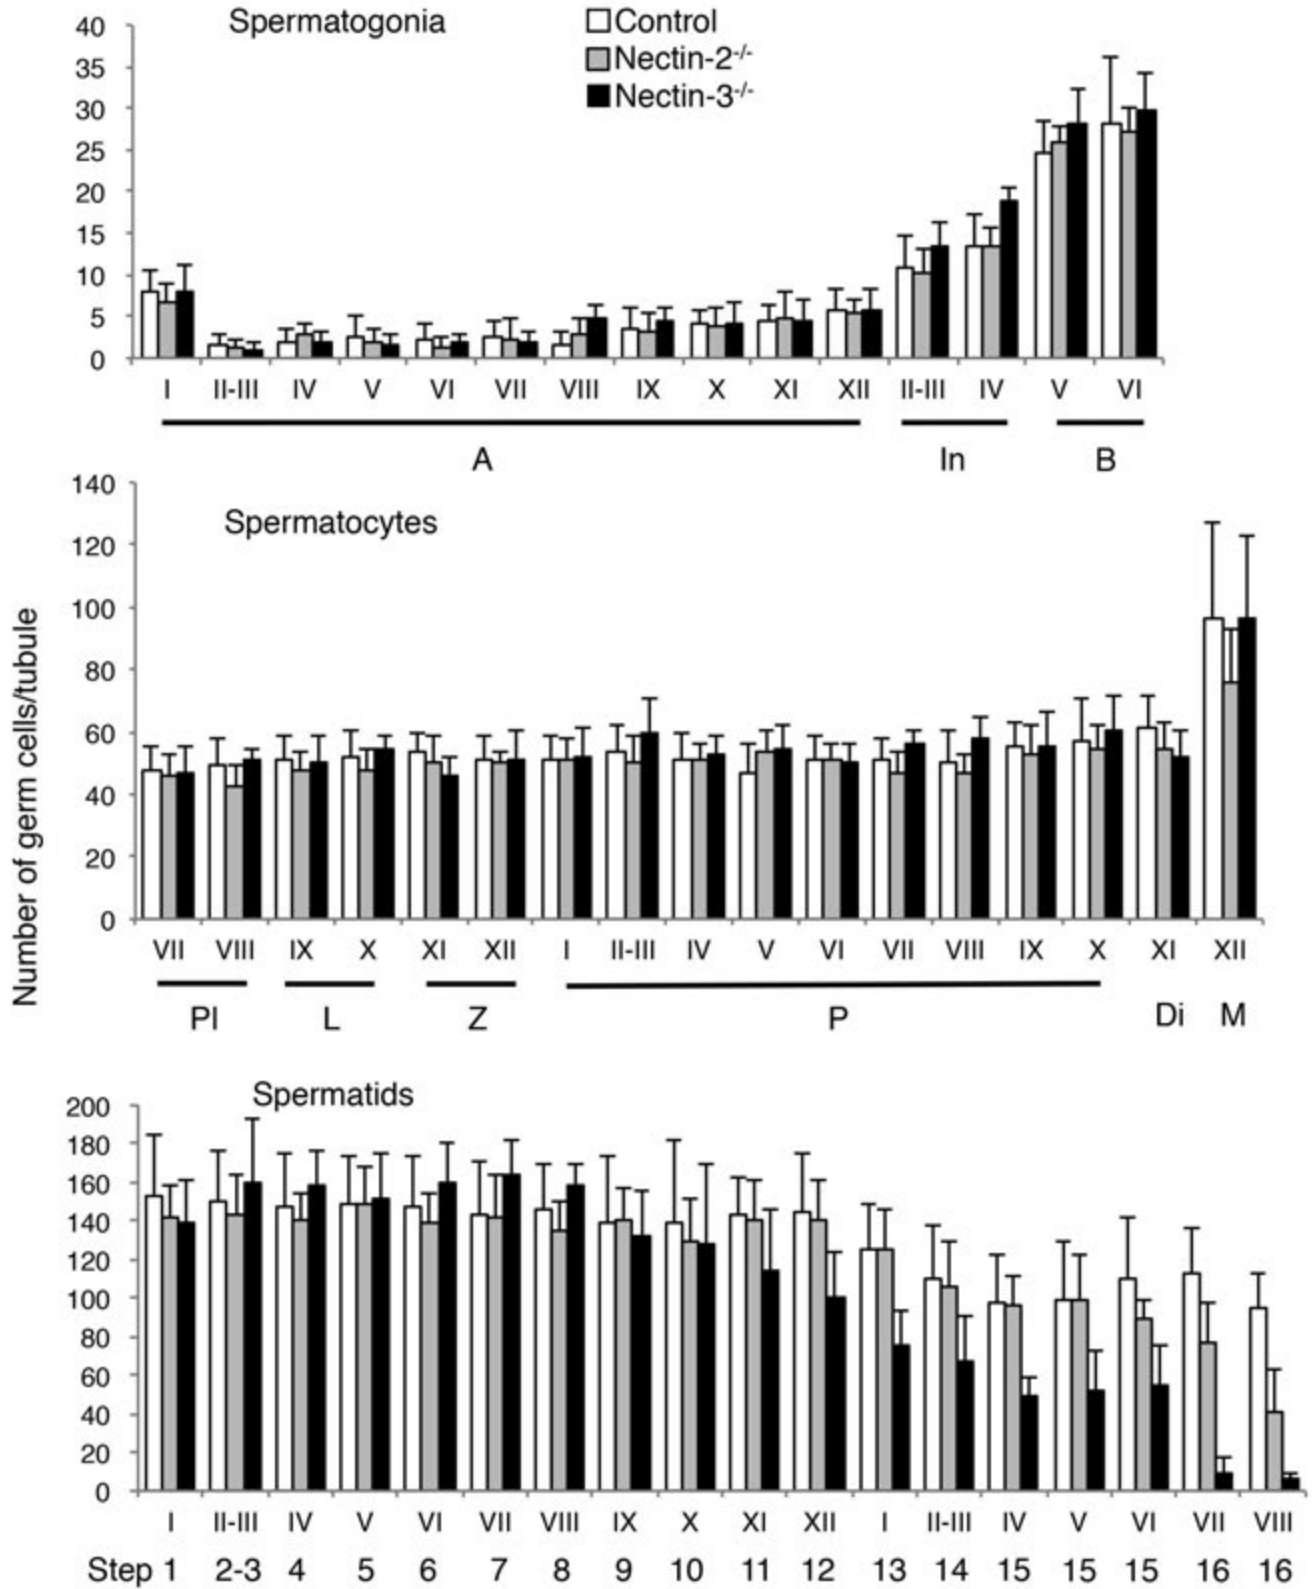 Spermatogonia
Control
Nectin-2-/-
Nectin-3-/-
40
35
30
25
20
15
10
5
0
I II-III IV V VI VII VIII IX X XI XII II-III IV V VI
A In B
Number of germ cells/tubule
Spermatocytes
140
120
100
80
60
40
20
0
VII VIII IX X XI XII I II-III IV V VI VII VIII IX X XI XII
Pl L Z P Di M
Spermatids
200
180
160
140
120
100
80
60
40
20
0
I II-III IV V VI VII VIII IX X XI XII I II-III IV V VI VII VIII
Step 1 2-3 4 5 6 7 8 9 10 11 12 13 14 15 15 15 16 16